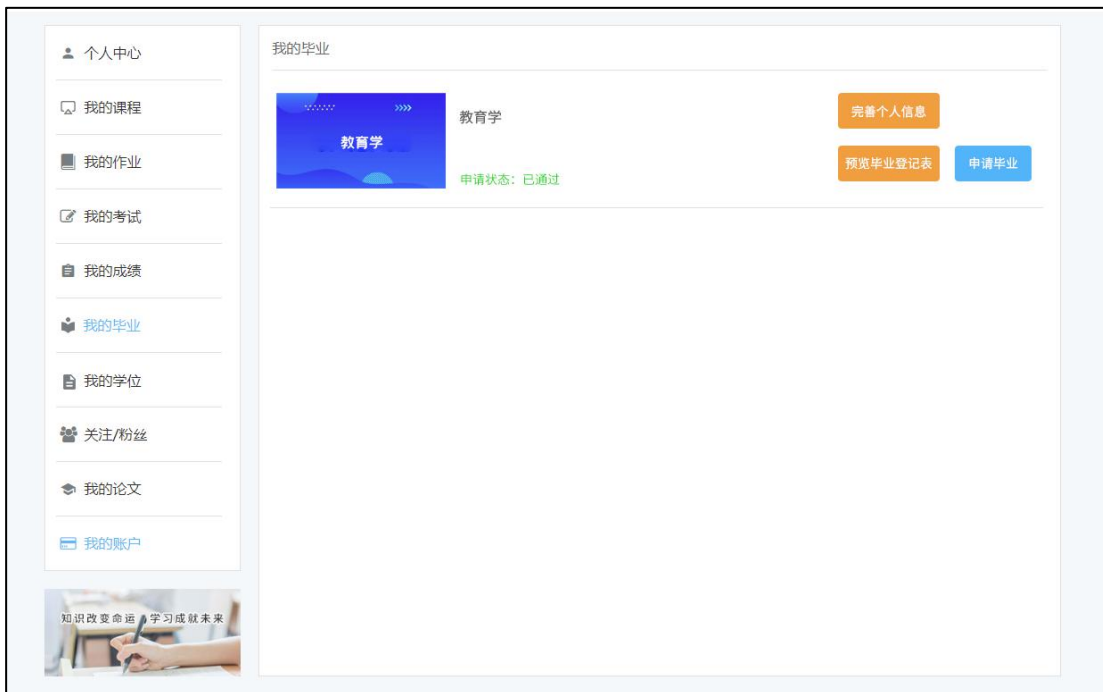 个人中心
我的课程
我的作业
我的考试
我的成绩
我的毕业
我的学位
关注/粉丝
我的论文
我的账户
知识改变命运 学习成就未来
我的毕业
教育学
教育学
申请状态：已通过
完善个人信息
预览毕业登记表
申请毕业